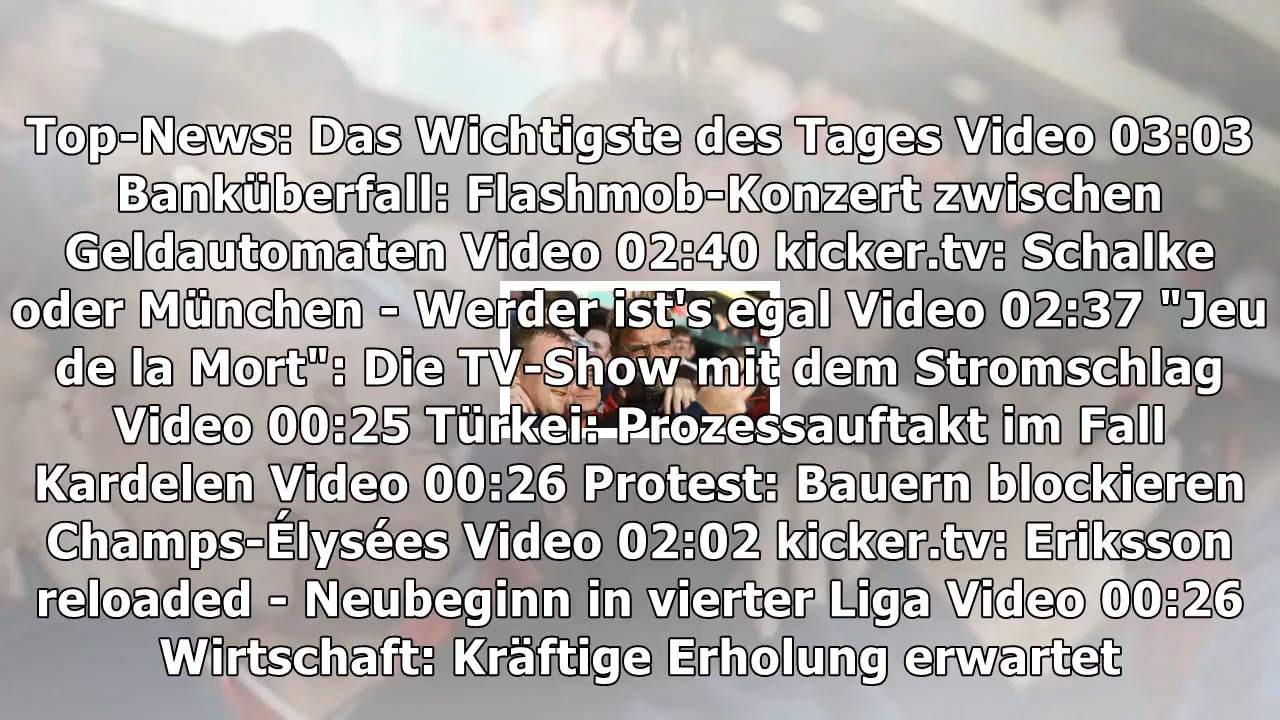 Top-News: Das Wichtigste des Tages Video 03:03
Banküberfall: Flashmob-Konzert zwischen
Geldautomaten Video 02:40 kicker.tv: Schalke
oder München - Werder ist's egal Video 02:37 "Jeu
de la Mort": Die TV-Show mit dem Stromschlag
Video 00:25 Türkei: Prozessauftakt im Fall
Kardelen Video 00:26 Protest: Bauern blockieren
Champs-Élysées Video 02:02 kicker.tv: Eriksson
reloaded - Neubeginn in vierter Liga Video 00:26
Wirtschaft: Kräftige Erholung erwartet